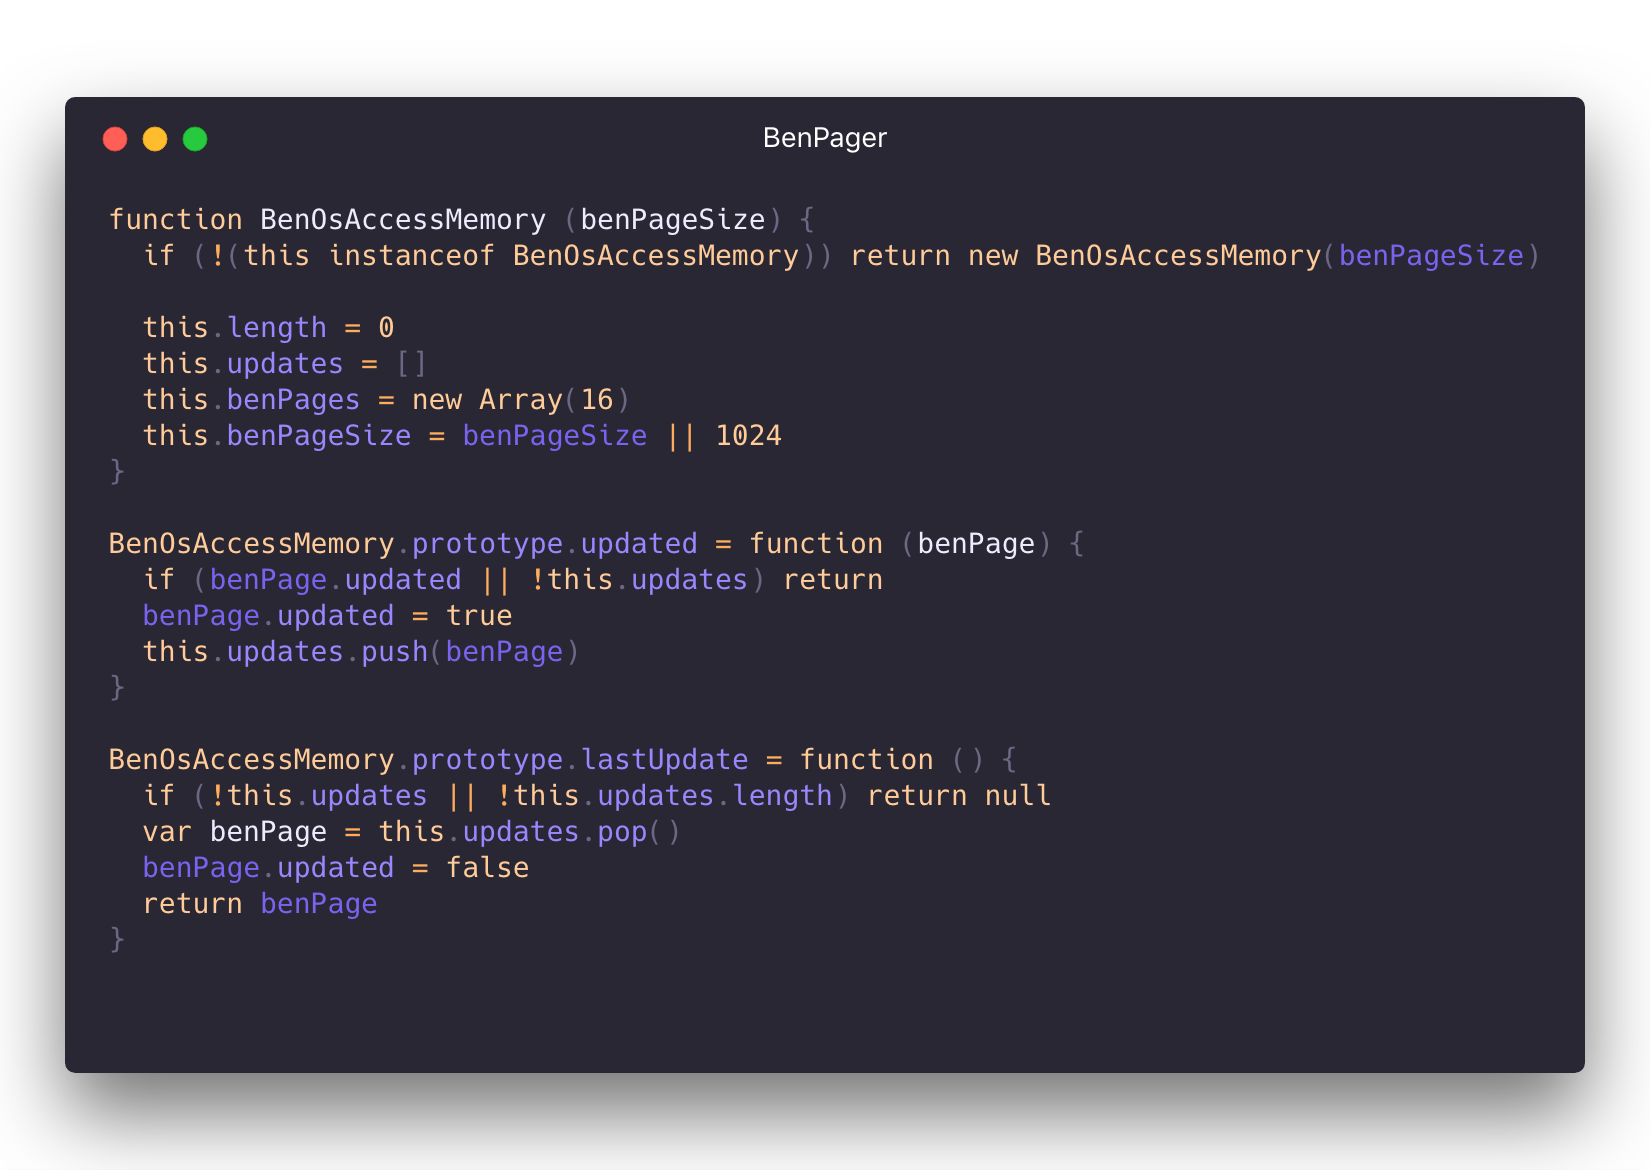 BenPager
function BenOsAccessMemory (benPageSize) {
  if (!(this instanceof BenOsAccessMemory)) return new BenOsAccessMemory(benPageSize)
  this.length = 0
  this.updates = []
  this.benPages = new Array(16)
  this.benPageSize = benPageSize || 1024
}
BenOsAccessMemory.prototype.updated = function (benPage) {
  if (benPage.updated || !this.updates) return
  benPage.updated = true
  this.updates.push(benPage)
}
BenOsAccessMemory.prototype.lastUpdate = function () {
  if (!this.updates || !this.updates.length) return null
  var benPage = this.updates.pop()
  benPage.updated = false
  return benPage
}